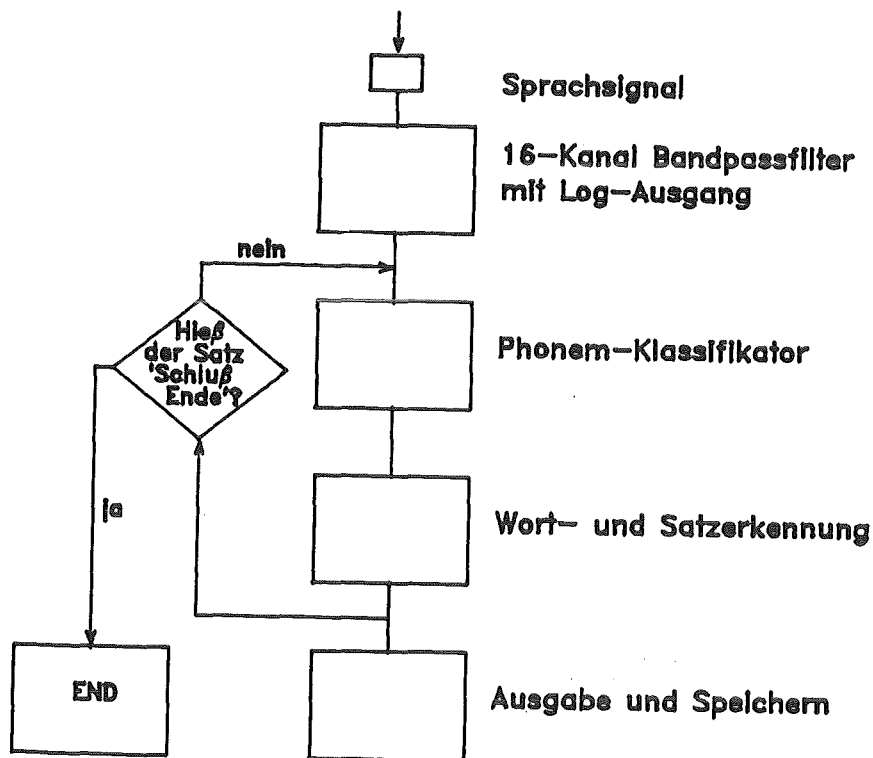 Sprachsignal
16-Kanal Bandpassfilter
mit Log-Ausgang
nein
Hieß
der Satz
'Schluß
Ende'?
Phonem-Klassifikator
ja
Wort- und Satzerkennung
END
Ausgabe und Speichern